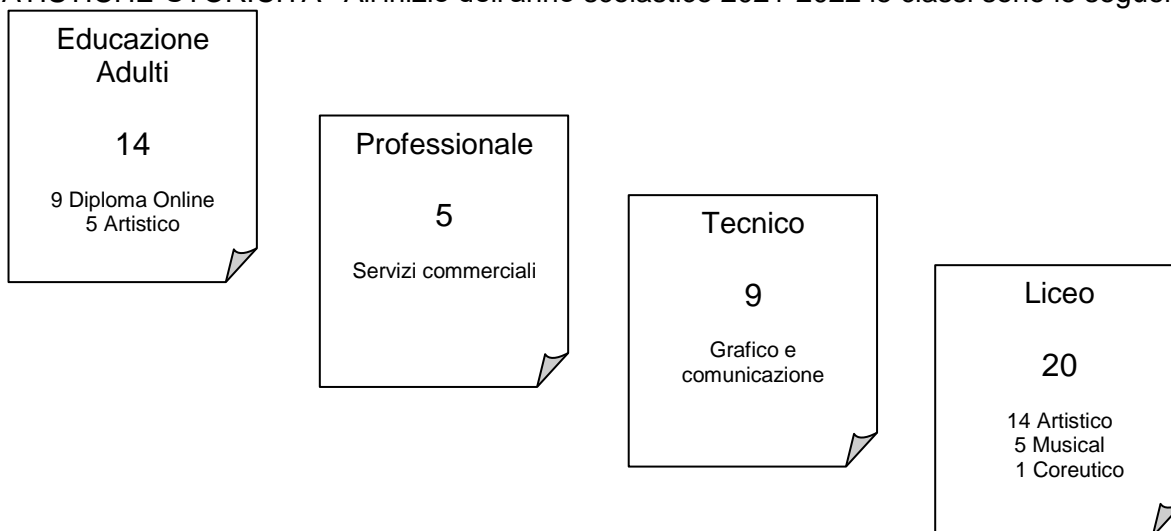 Educazione
Adulti
14
9 Diploma Online
5 Artistico
Professionale
5
Servizi commerciali
Tecnico
9
Grafico e
comunicazione
Liceo
20
14 Artistico
5 Musical
1 Coreutico